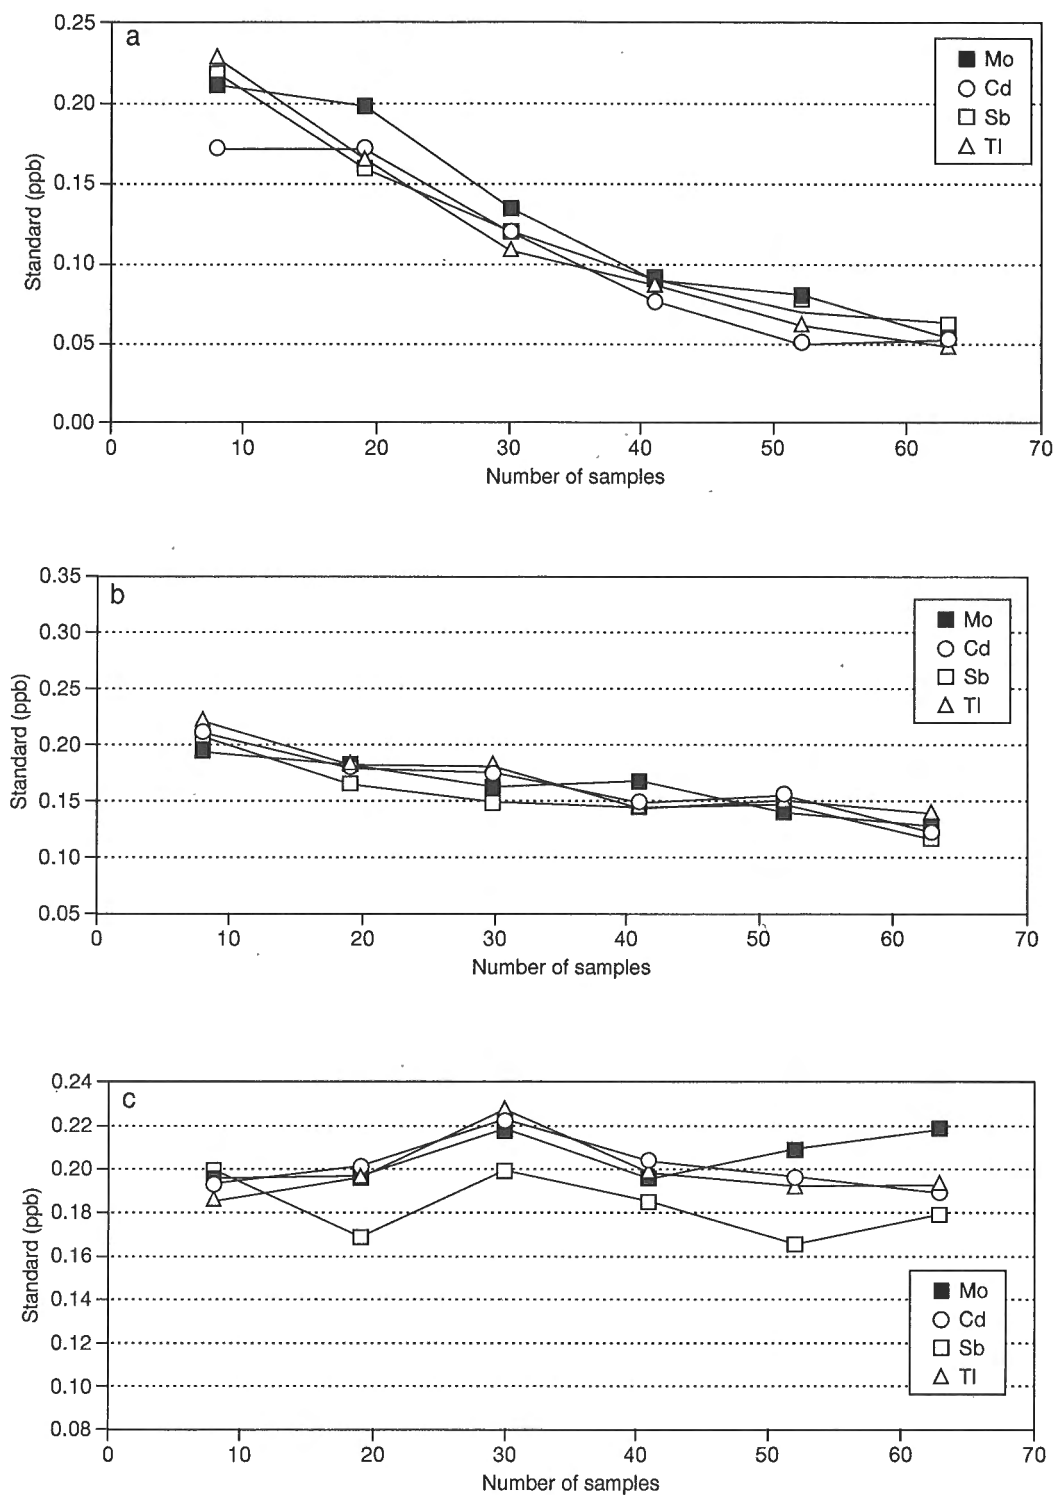 a
0.25
0.20
0.15
0.10
0.05
0.00
Standard (ppb)
Mo
Cd
Sb
Tl
0 10 20 30 40 50 60 70
Number of samples
b
0.35
0.30
0.25
0.20
0.15
0.10
0.05
Standard (ppb)
Mo
Cd
Sb
Tl
0 10 20 30 40 50 60 70
Number of samples
c
0.24
0.22
0.20
0.18
0.16
0.14
0.12
0.10
0.08
Standard (ppb)
Mo
Cd
Sb
Tl
0 10 20 30 40 50 60 70
Number of samples